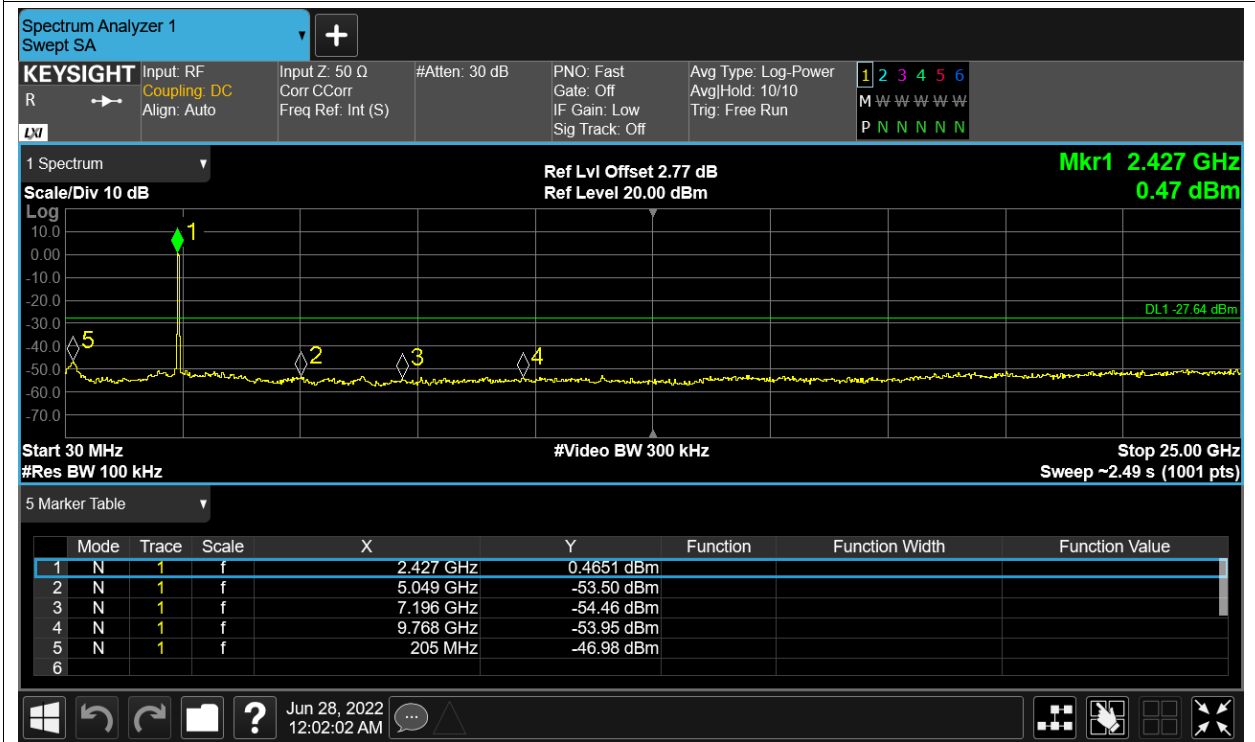 Spectrum Analyzer 1
Swept SA
KEYSIGHT
R
LXI
Input: RF
Coupling: DC
Align: Auto
Input Z: 50 Ω
Corr CCorr
Freq Ref: Int (S)
#Atten: 30 dB
PNO: Fast
Gate: Off
IF Gain: Low
Sig Track: Off
Avg Type: Log-Power
Avg|Hold: 10/10
Trig: Free Run
1 2 3 4 5 6
M W W W W W
P N N N N N
1 Spectrum
Scale/Div 10 dB
Ref Lvl Offset 2.77 dB
Ref Level 20.00 dBm
Mkr1 2.427 GHz
0.47 dBm
Log
10.0
0.00
-10.0
-20.0
-30.0
-40.0
-50.0
-60.0
-70.0
1
DL1 -27.64 dBm
5
2
3
4
Start 30 MHz
#Res BW 100 kHz
#Video BW 300 kHz
Stop 25.00 GHz
Sweep ~2.49 s (1001 pts)
5 Marker Table
Mode Trace Scale X Y Function Function Width Function Value
1 N 1 f 2.427 GHz 0.4651 dBm
2 N 1 f 5.049 GHz -53.50 dBm
3 N 1 f 7.196 GHz -54.46 dBm
4 N 1 f 9.768 GHz -53.95 dBm
5 N 1 f 205 MHz -46.98 dBm
6
?
Jun 28, 2022
12:02:02 AM